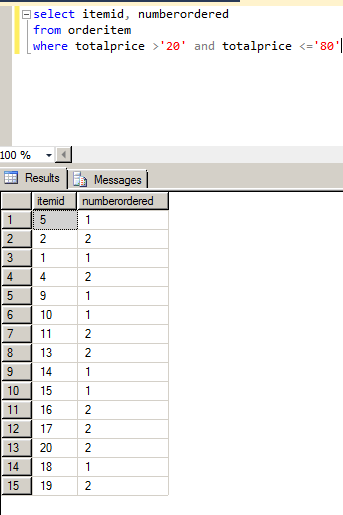 select itemid, numberordered
from orderitem
where totalprice >'20' and totalprice <='80'
100 %
Results Messages
itemid numberordered
1 5 1
2 2 2
3 1 1
4 4 2
5 9 1
6 10 1
7 11 2
8 13 2
9 14 1
10 15 1
11 16 2
12 17 2
13 20 2
14 18 1
15 19 2